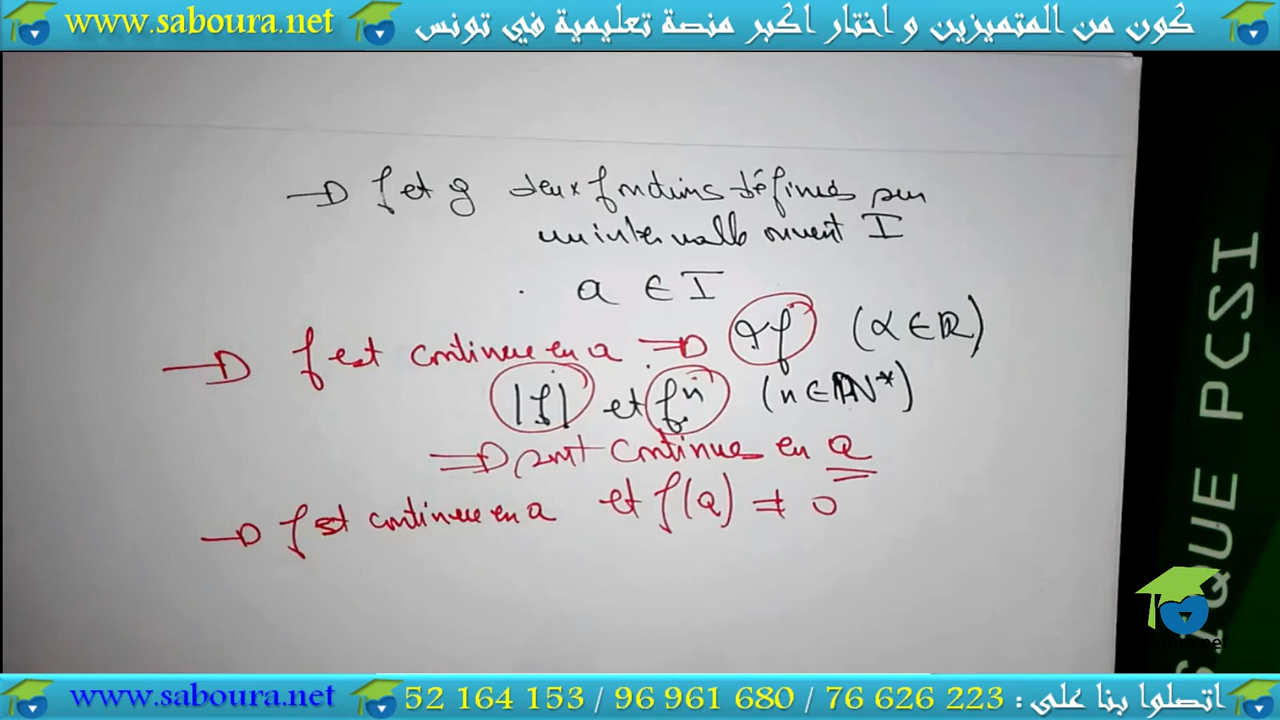 www.saboura.net كون من المتميزين و اختار اكبر منصة تعليمية في تونس
→ f et g deux fonctions définies sur
un intervalle ouvert I
a ∈ I
→ f est continue en a ⇒ αf (α ∈ ℝ)
|f| et fⁿ (n ∈ ℕ*)
⇒ sont continues en a
→ f est continue en a et f(a) ≠ 0
SIQUE PCSI
www.saboura.net 52 164 153 / 96 961 680 / 76 626 223 : اتصلوا بنا على